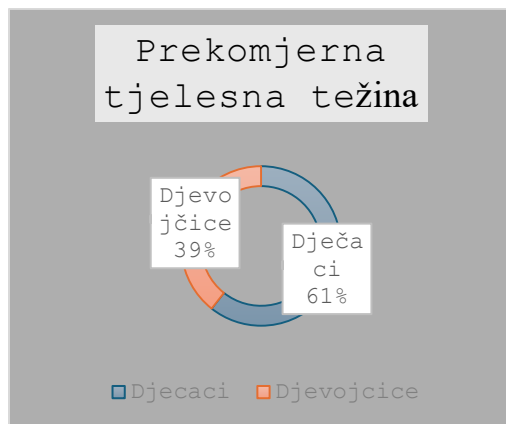 Prekomjerna
tjelesna težina
Djevo
jčice
39%
Dječa
ci
61%
Djecaci Djevojcice